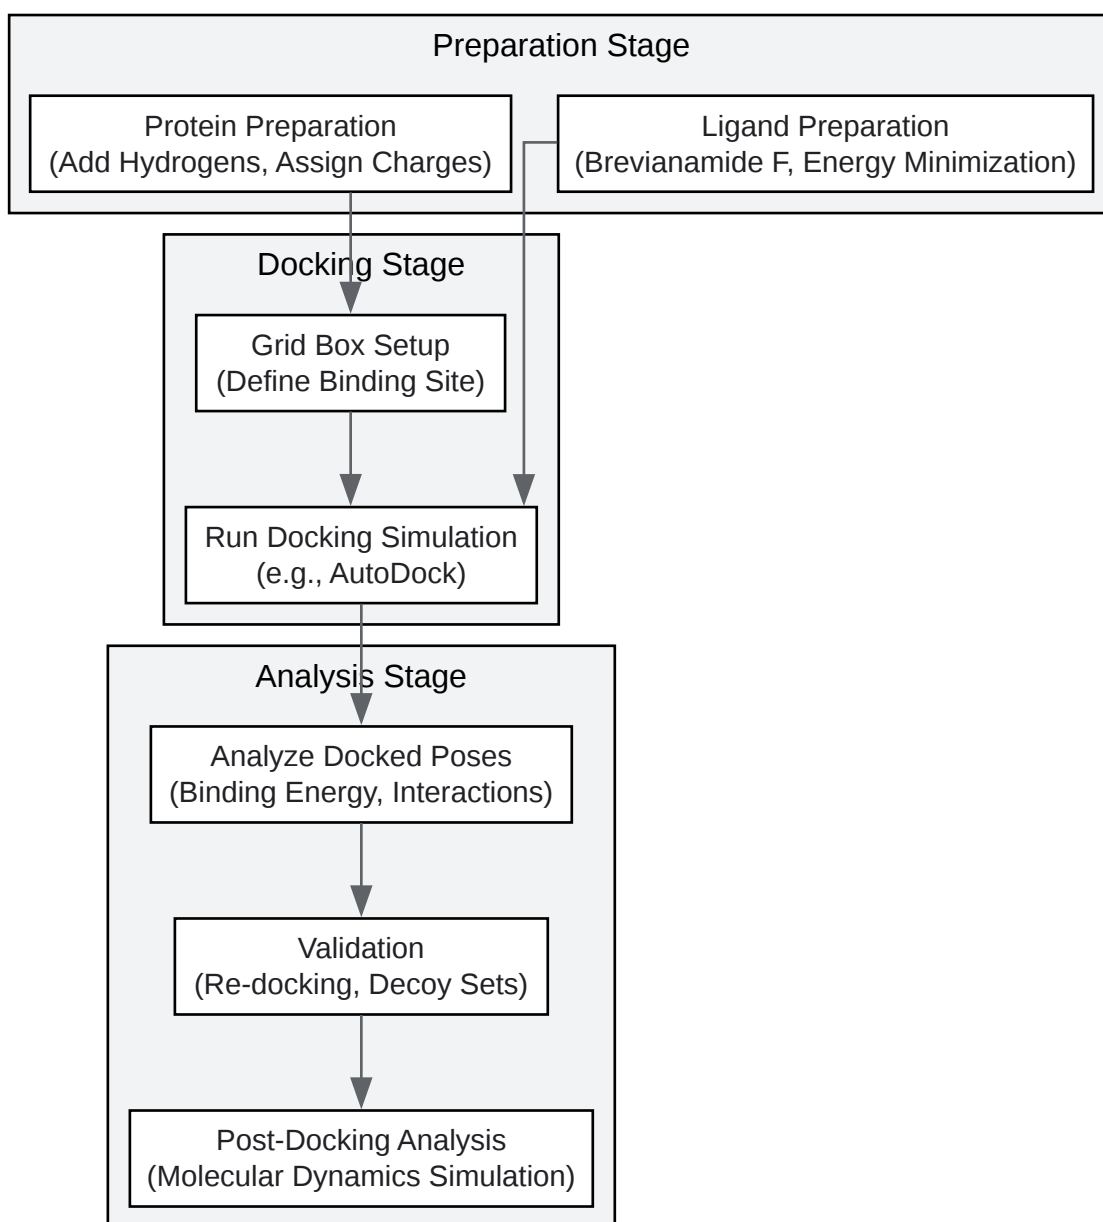 Preparation Stage
Protein Preparation
(Add Hydrogens, Assign Charges)
Ligand Preparation
(Brevianamide F, Energy Minimization)
Docking Stage
Grid Box Setup
(Define Binding Site)
Run Docking Simulation
(e.g., AutoDock)
Analysis Stage
Analyze Docked Poses
(Binding Energy, Interactions)
Validation
(Re-docking, Decoy Sets)
Post-Docking Analysis
(Molecular Dynamics Simulation)